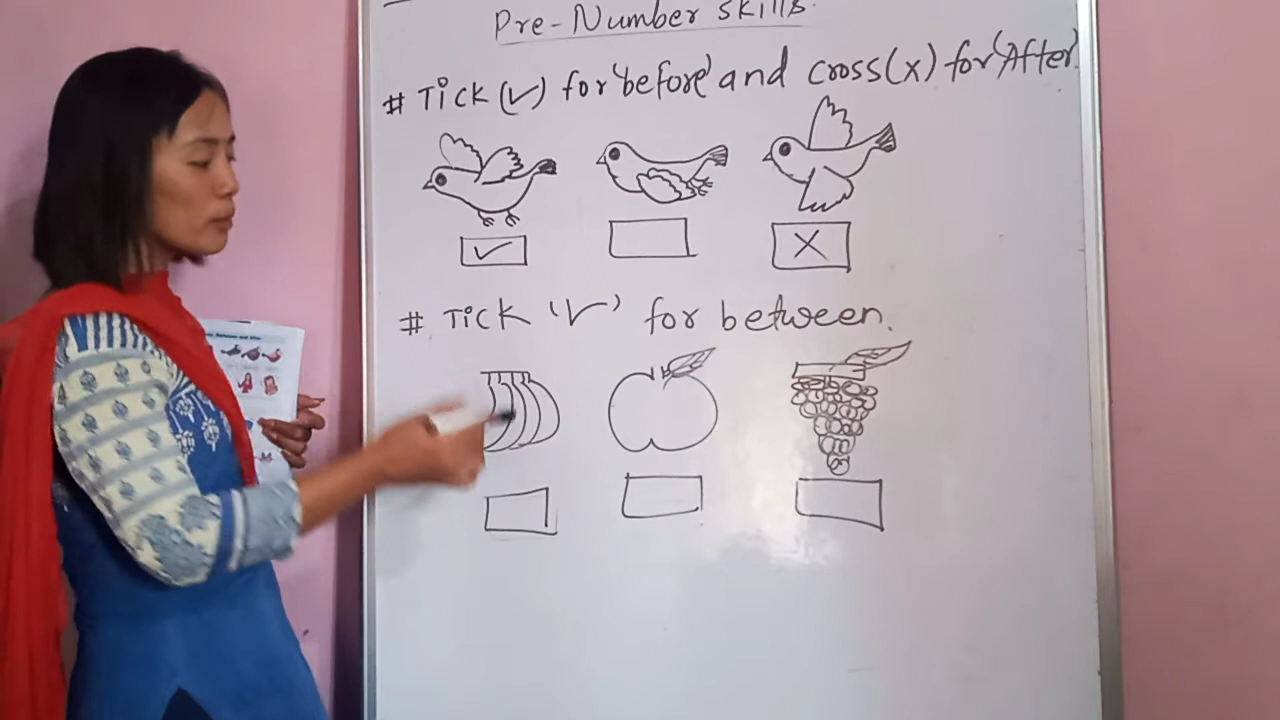 Pre-Number skills.
# Tick (✓) for 'before' and cross(x) for 'After'.
✓ X
# Tick '✓' for between.